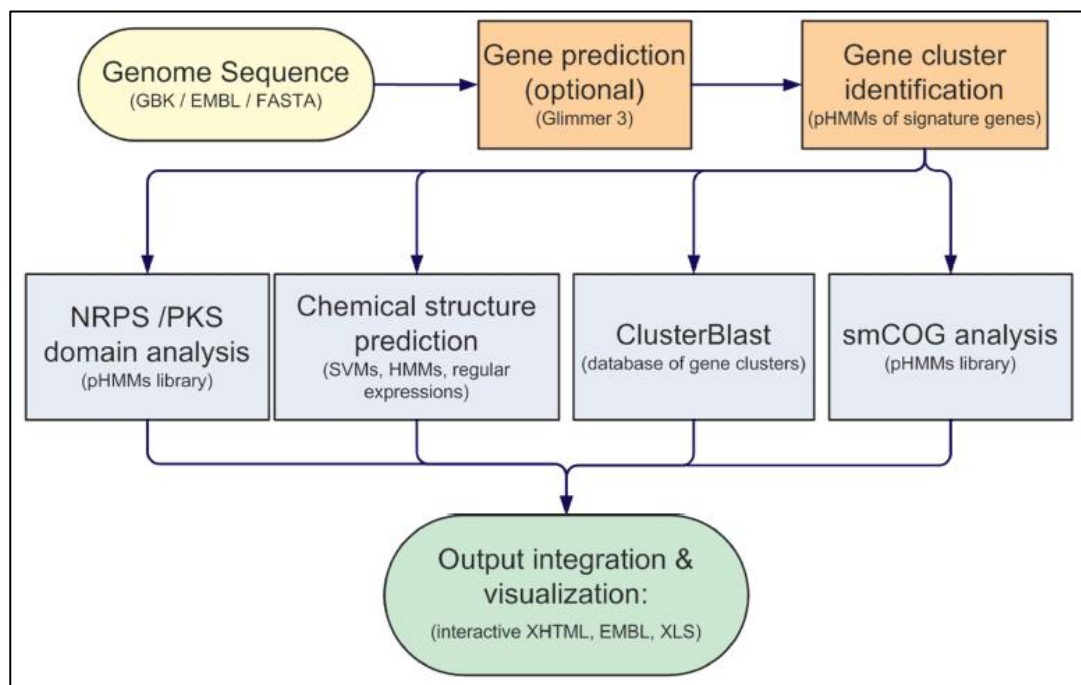 Genome Sequence
(GBK / EMBL / FASTA)
Gene prediction
(optional)
(Glimmer 3)
Gene cluster
identification
(pHMMs of signature genes)
NRPS /PKS
domain analysis
(pHMMs library)
Chemical structure
prediction
(SVMs, HMMs, regular
expressions)
ClusterBlast
(database of gene clusters)
smCOG analysis
(pHMMs library)
Output integration &
visualization:
(interactive XHTML, EMBL, XLS)